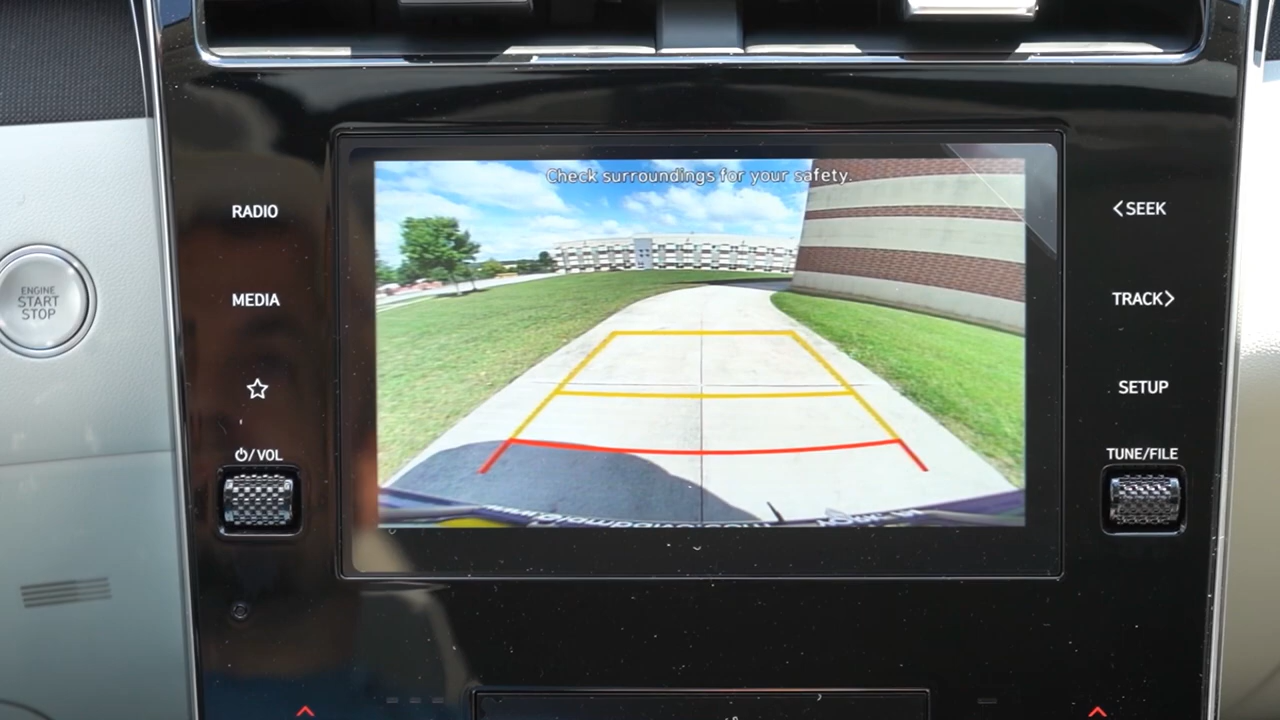 Check surroundings for your safety.
RADIO
<SEEK
ENGINE
START
STOP
MEDIA
TRACK>
SETUP
/VOL
TUNE/FILE